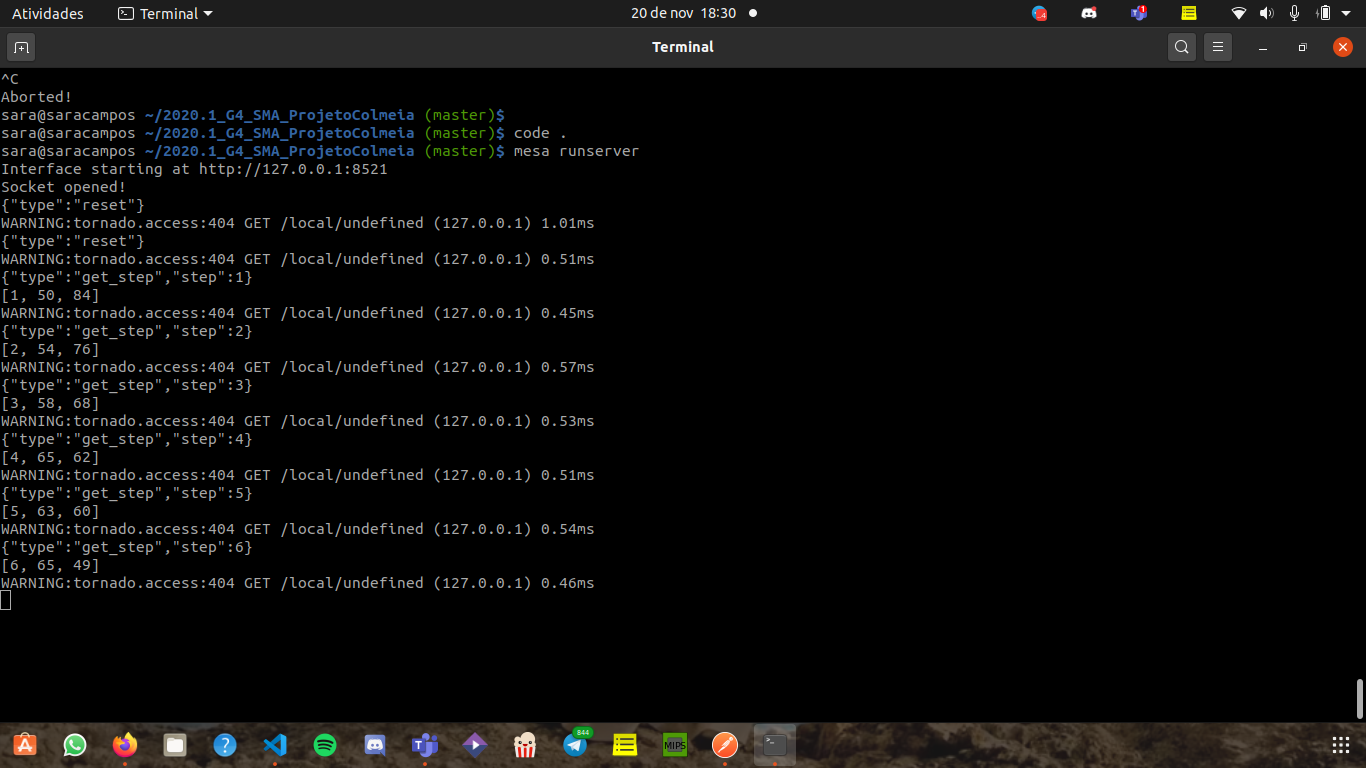 Atividades Terminal 20 de nov 18:30 4 1
Terminal
^C
Aborted!
sara@saracampos ~/2020.1_G4_SMA_ProjetoColmeia (master)$
sara@saracampos ~/2020.1_G4_SMA_ProjetoColmeia (master)$ code .
sara@saracampos ~/2020.1_G4_SMA_ProjetoColmeia (master)$ mesa runserver
Interface starting at http://127.0.0.1:8521
Socket opened!
{"type":"reset"}
WARNING:tornado.access:404 GET /local/undefined (127.0.0.1) 1.01ms
{"type":"reset"}
WARNING:tornado.access:404 GET /local/undefined (127.0.0.1) 0.51ms
{"type":"get_step","step":1}
[1, 50, 84]
WARNING:tornado.access:404 GET /local/undefined (127.0.0.1) 0.45ms
{"type":"get_step","step":2}
[2, 54, 76]
WARNING:tornado.access:404 GET /local/undefined (127.0.0.1) 0.57ms
{"type":"get_step","step":3}
[3, 58, 68]
WARNING:tornado.access:404 GET /local/undefined (127.0.0.1) 0.53ms
{"type":"get_step","step":4}
[4, 65, 62]
WARNING:tornado.access:404 GET /local/undefined (127.0.0.1) 0.51ms
{"type":"get_step","step":5}
[5, 63, 60]
WARNING:tornado.access:404 GET /local/undefined (127.0.0.1) 0.54ms
{"type":"get_step","step":6}
[6, 65, 49]
WARNING:tornado.access:404 GET /local/undefined (127.0.0.1) 0.46ms
844
MIPS